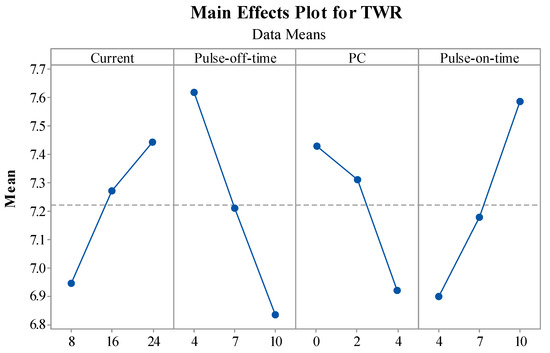 Main Effects Plot for TWR
Data Means
Current Pulse-off-time PC Pulse-on-time
Mean
7.7
7.6
7.5
7.4
7.3
7.2
7.1
7.0
6.9
6.8
8 16 24 4 7 10 0 2 4 4 7 10